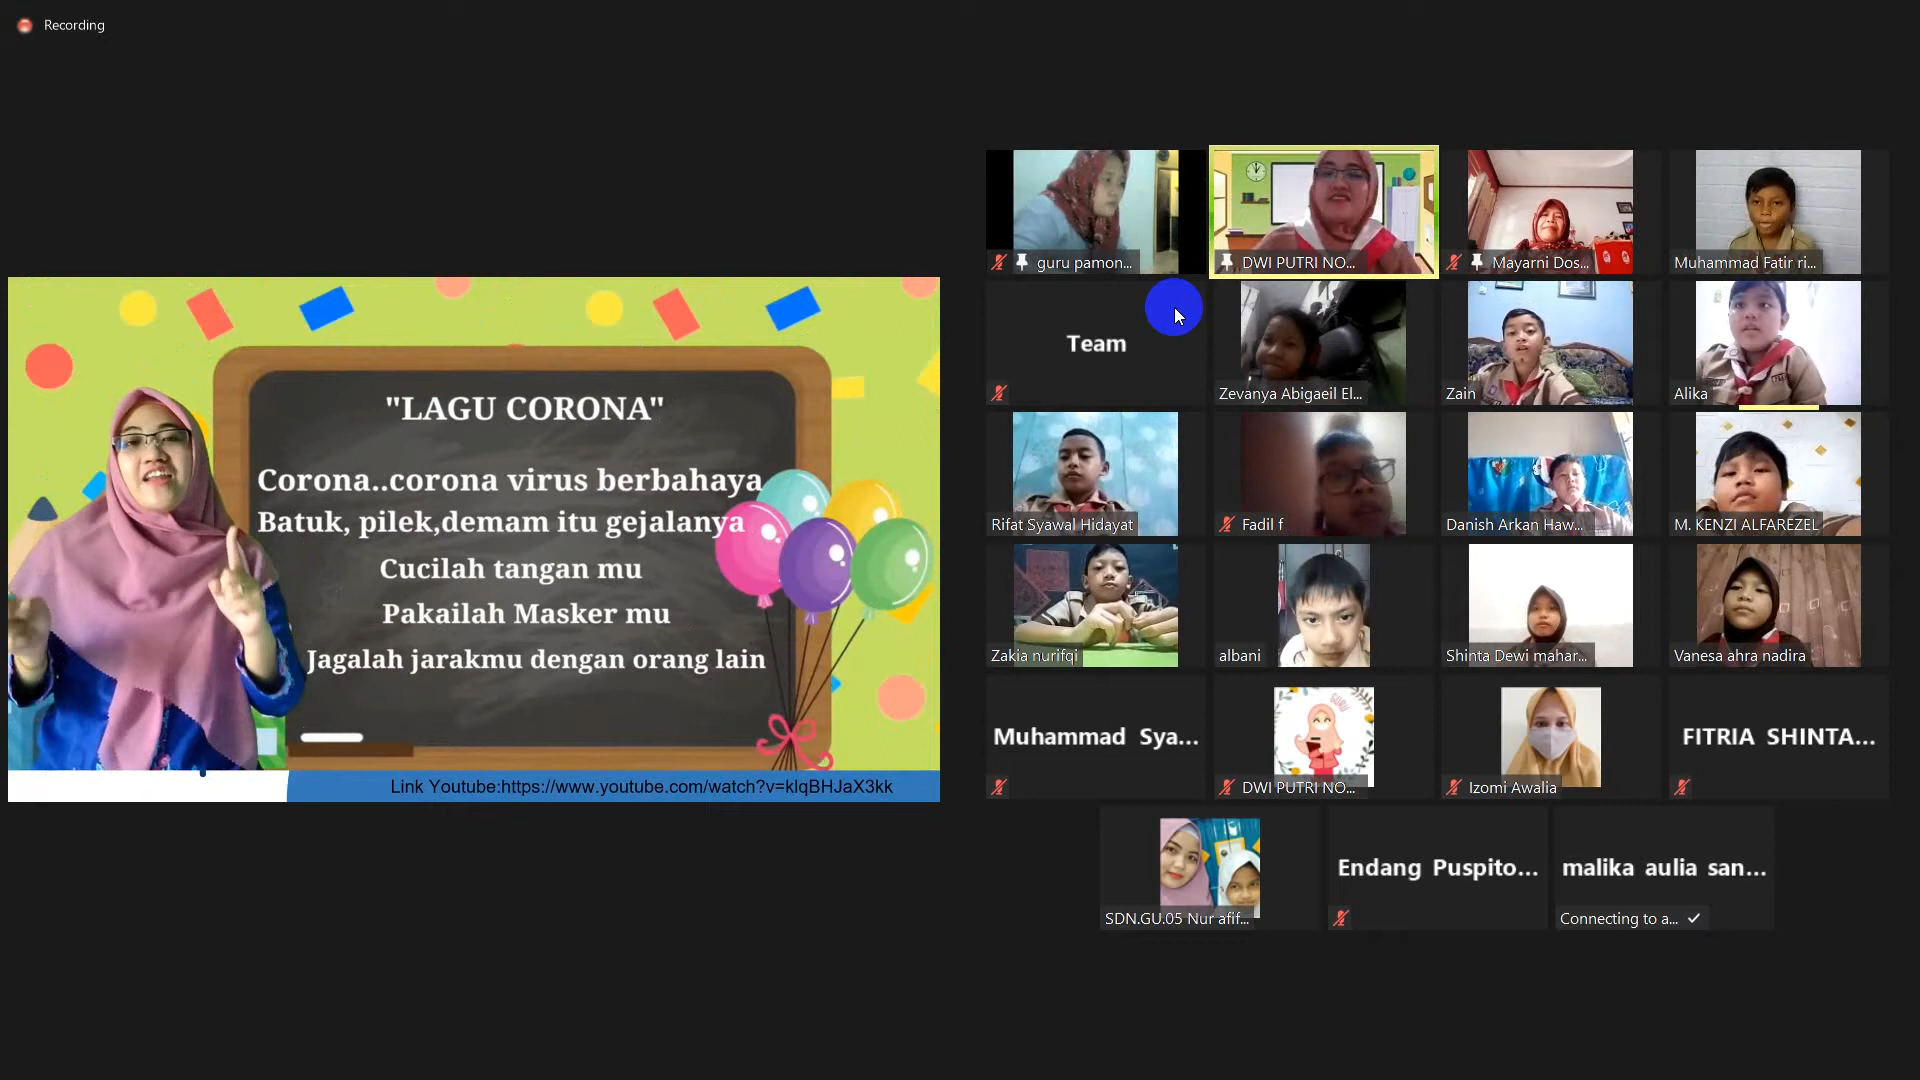 Recording
"LAGU CORONA"
Corona..corona virus berbahaya
Batuk, pilek,demam itu gejalanya
Cucilah tangan mu
Pakailah Masker mu
Jagalah jarakmu dengan orang lain
Link Youtube:https://www.youtube.com/watch?v=klqBHJaX3kk
guru pamon...
DWI PUTRI NO...
Mayarni Dos...
Muhammad Fatir ri...
Team
Zevanya Abigaeil El...
Zain
Alika
Rifat Syawal Hidayat
Fadil f
Danish Arkan Haw...
M. KENZI ALFAREZEL
Zakia nurifqi
albani
Shinta Dewi mahar...
Vanesa ahra nadira
Muhammad Sya...
GURU
DWI PUTRI NO...
Izomi Awalia
FITRIA SHINTA...
SDN.GU.05 Nur afif...
Endang Puspito...
malika aulia san...
Connecting to a...